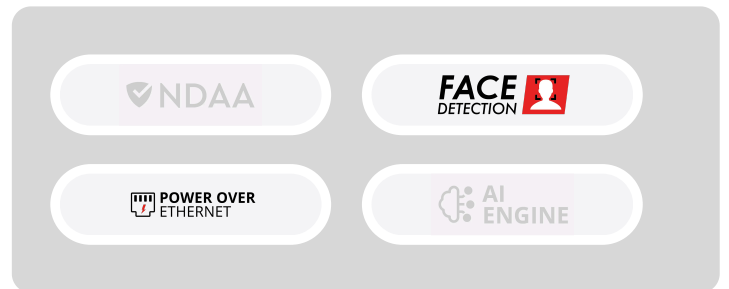 NDAA
FACE
DETECTION
POWER OVER
ETHERNET
AI
ENGINE